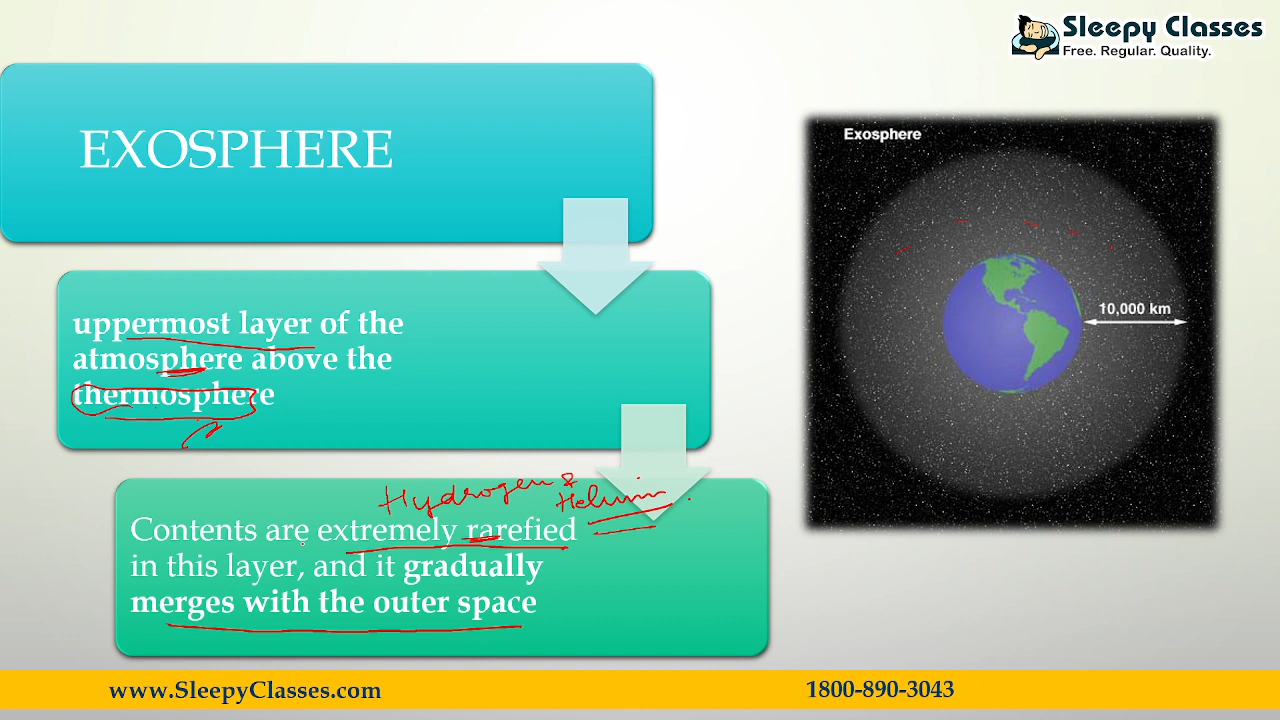 Sleepy Classes
Free. Regular. Quality.
EXOSPHERE
uppermost layer of the
atmosphere above the
thermosphere
Hydrogen &
Helium
Contents are extremely rarefied
in this layer, and it gradually
merges with the outer space
Exosphere
10,000 km
www.SleepyClasses.com
1800-890-3043